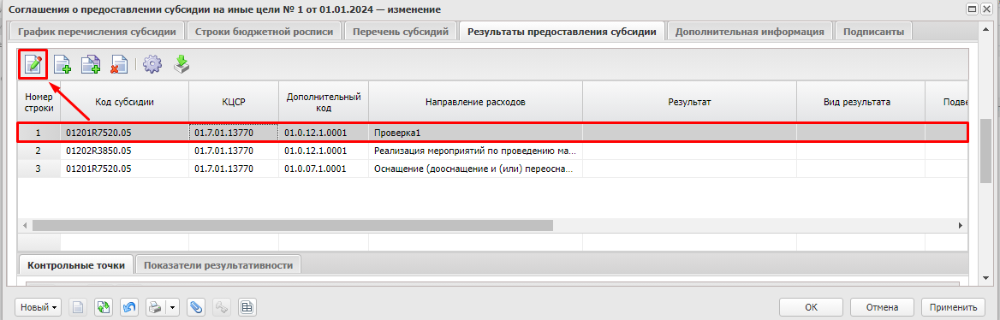 Соглашения о предоставлении субсидии на иные цели № 1 от 01.01.2024 — изменение
График перечисления субсидии Строки бюджетной росписи Перечень субсидий Результаты предоставления субсидии Дополнительная информация Подписанты
Номер строки Код субсидии КЦСР Дополнительный код Направление расходов Результат Вид результата Подве
1 01201R7520.05 01.7.01.13770 01.0.12.1.0001 Проверка1
2 01202R3850.05 01.7.01.13770 01.0.12.1.0001 Реализация мероприятий по проведению ма...
3 01201R7520.05 01.7.01.13770 01.0.07.1.0001 Оснащение (дооснащение и (или) переосна...
Контрольные точки Показатели результативности
Новый ОК Отмена Применить